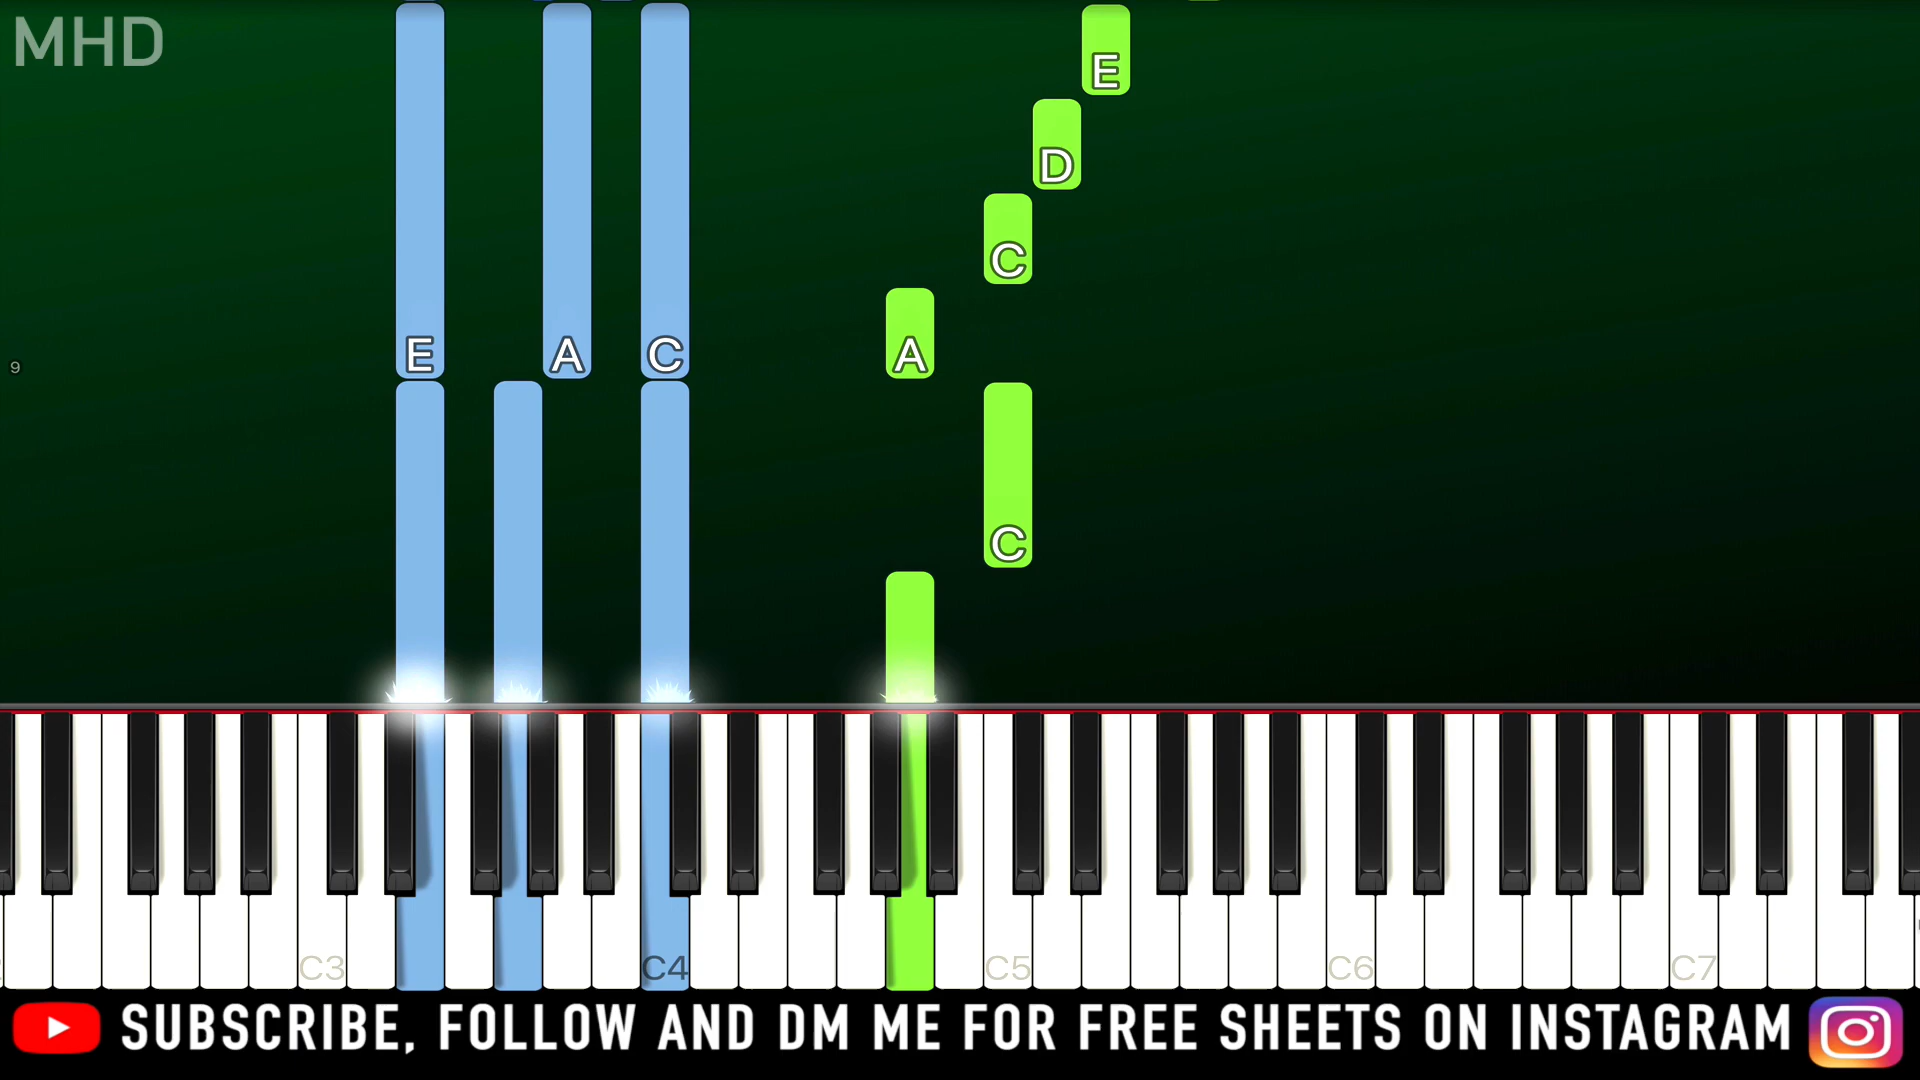 MHD
E
D
C
E A C A
9
C
C3 C4 C5 C6 C7
SUBSCRIBE, FOLLOW AND DM ME FOR FREE SHEETS ON INSTAGRAM